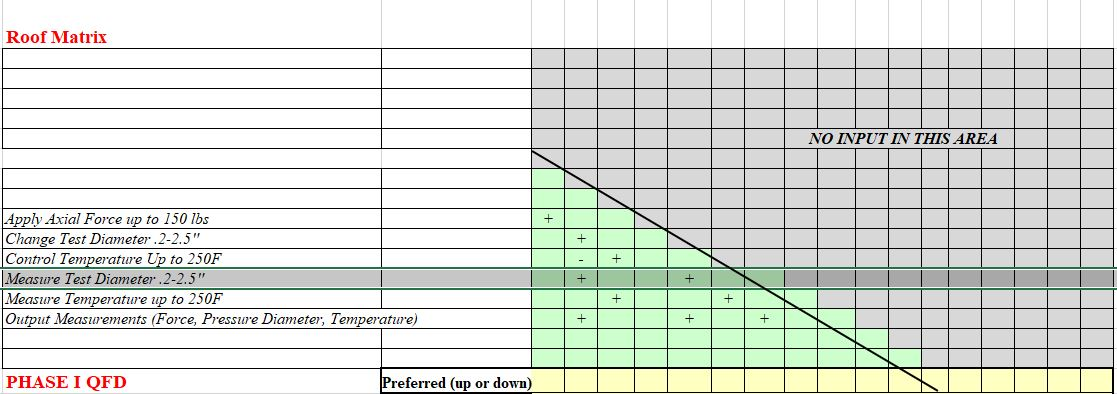 Roof Matrix
NO INPUT IN THIS AREA
Apply Axial Force up to 150 lbs +
Change Test Diameter .2-2.5" +
Control Temperature Up to 250F - +
Measure Test Diameter .2-2.5" + +
Measure Temperature up to 250F + +
Output Measurements (Force, Pressure Diameter, Temperature) + + +
PHASE I QFD Preferred (up or down)